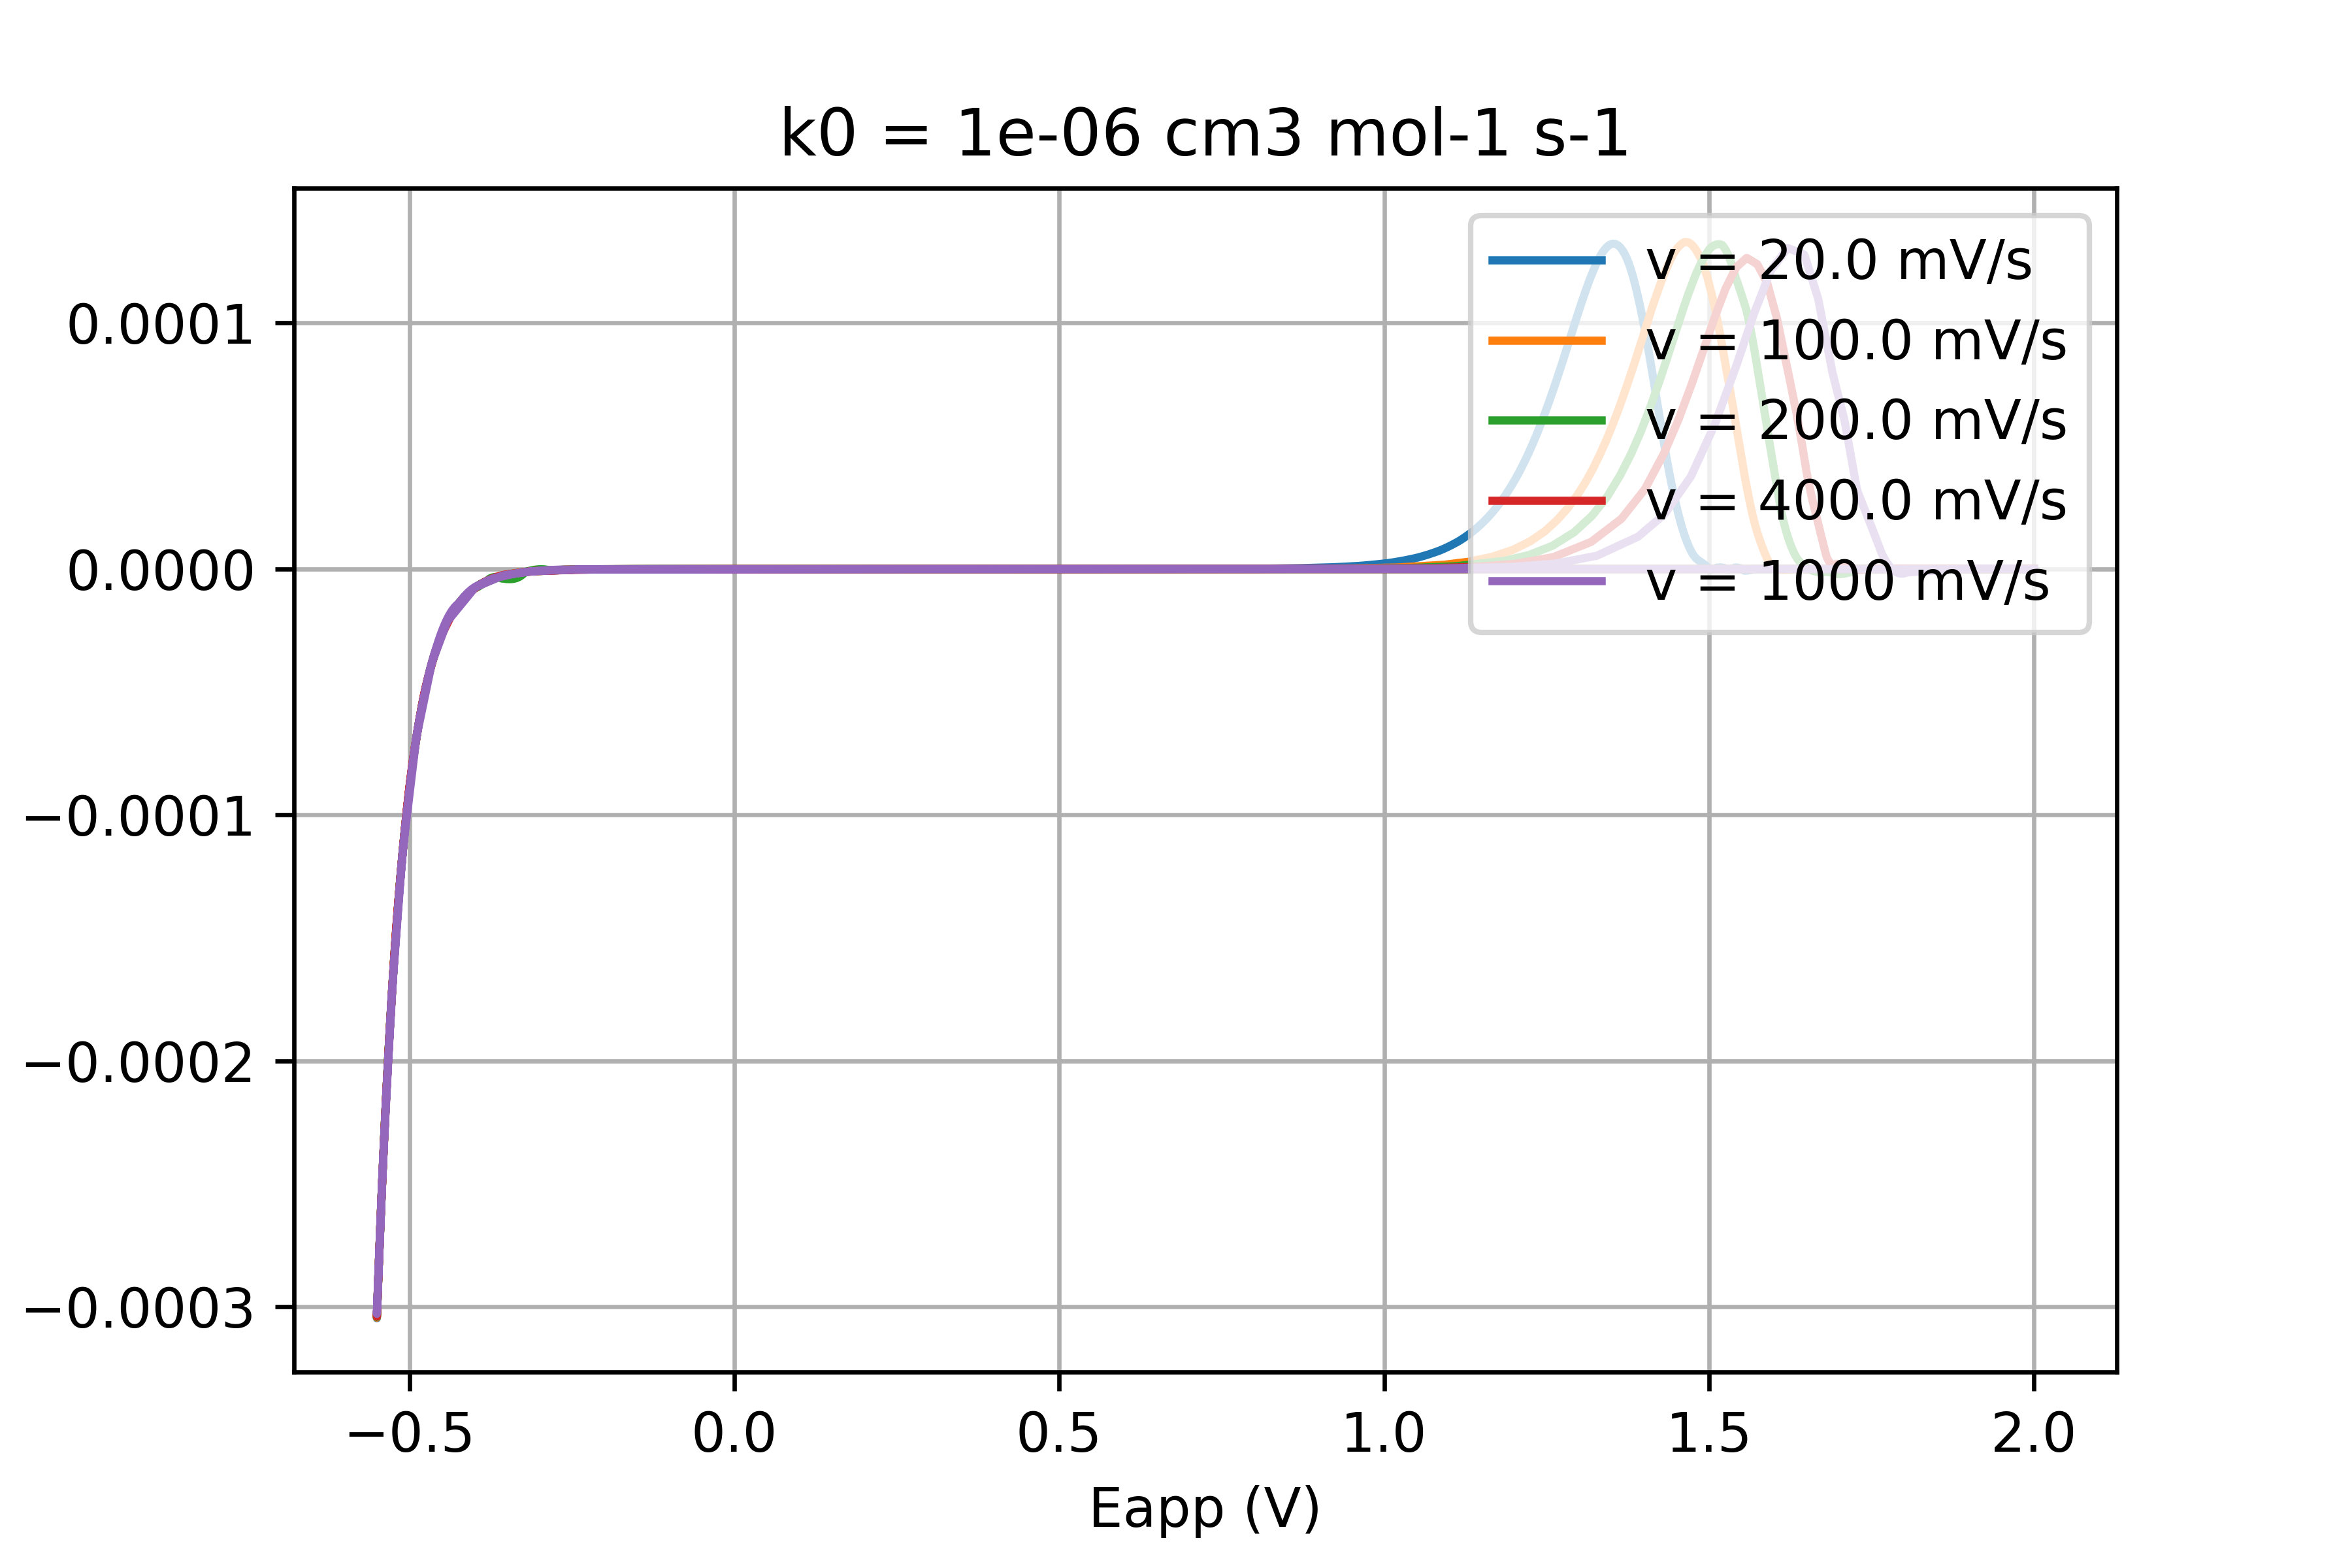 k0 = 1e-06 cm3 mol-1 s-1
v = 20.0 mV/s
v = 100.0 mV/s
v = 200.0 mV/s
v = 400.0 mV/s
v = 1000 mV/s
0.0001
0.0000
−0.0001
−0.0002
−0.0003
−0.5 0.0 0.5 1.0 1.5 2.0
Eapp (V)